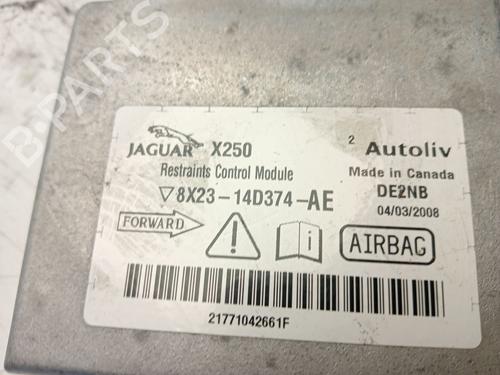 B-PARTS
JAGUAR X250
2 Autoliv
Restraints Control Module
Made in Canada
8X23-14D374-AE
DE2NB
04/03/2008
FORWARD
i
AIRBAG
21771042661F